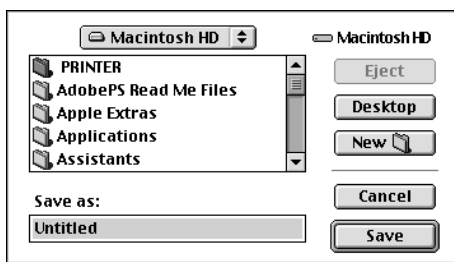 Macintosh HD
Macintosh HD
PRINTER
AdobePS Read Me Files
Apple Extras
Applications
Assistants
Eject
Desktop
New
Save as:
Untitled
Cancel
Save